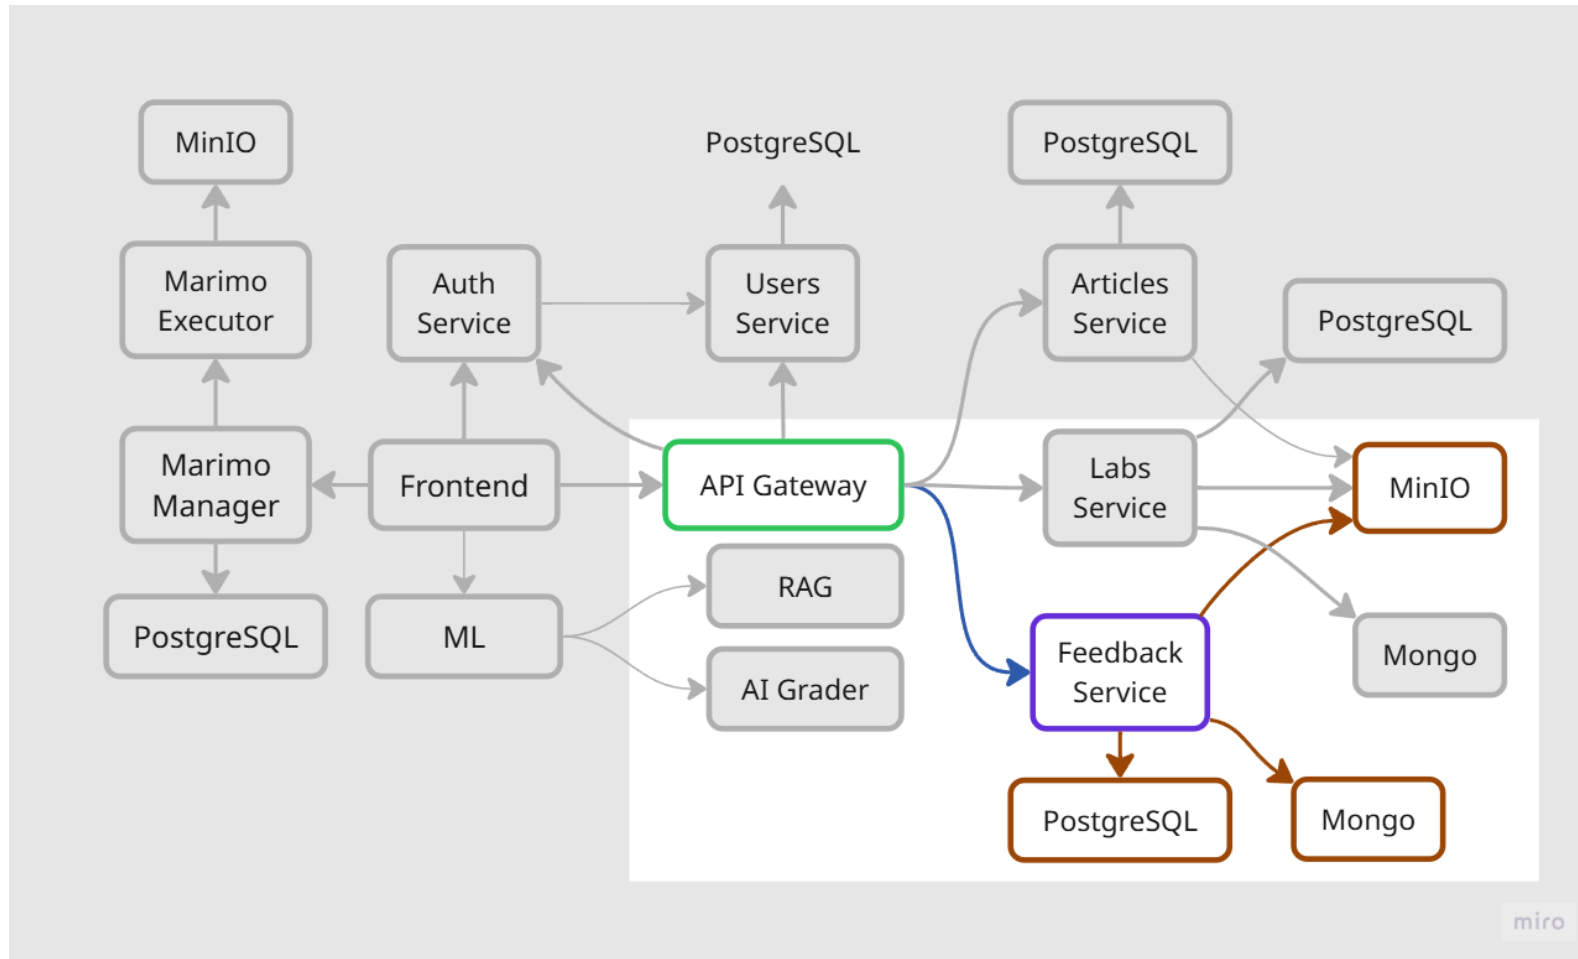 MinIO
PostgreSQL
PostgreSQL
Marimo
Executor
Auth
Service
Users
Service
Articles
Service
PostgreSQL
Marimo
Manager
Frontend
API Gateway
Labs
Service
MinIO
RAG
PostgreSQL
ML
AI Grader
Feedback
Service
Mongo
PostgreSQL
Mongo
miro